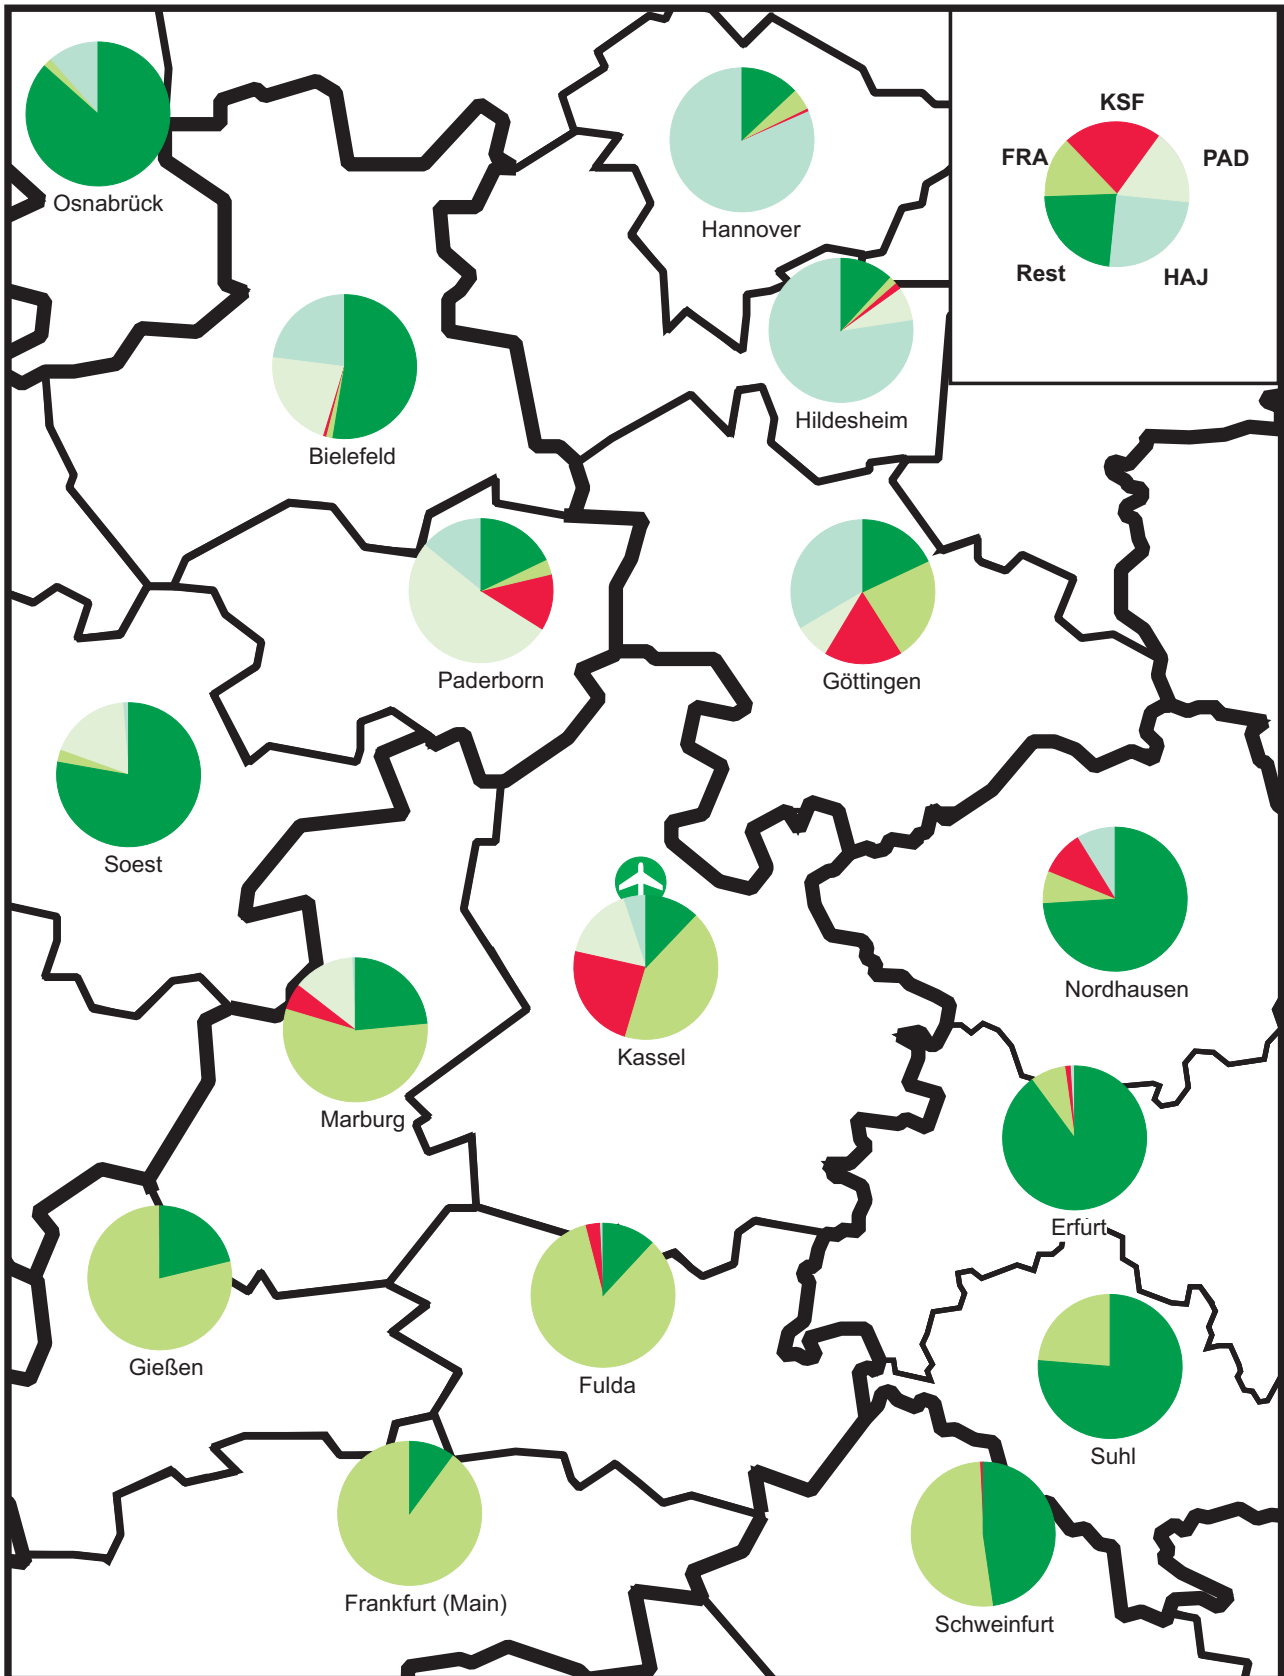 KSF
FRA
PAD
Rest
HAJ
Osnabrück
Hannover
Hildesheim
Bielefeld
Paderborn
Göttingen
Soest
Nordhausen
Kassel
Marburg
Erfurt
Gießen
Fulda
Suhl
Frankfurt (Main)
Schweinfurt